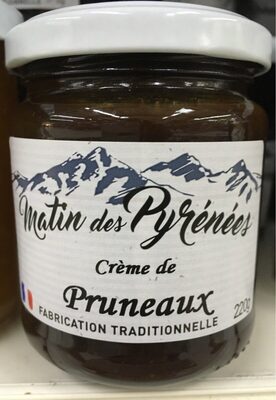 Matin des Pyrénées
Crème de
Pruneaux
FABRICATION TRADITIONNELLE
220g